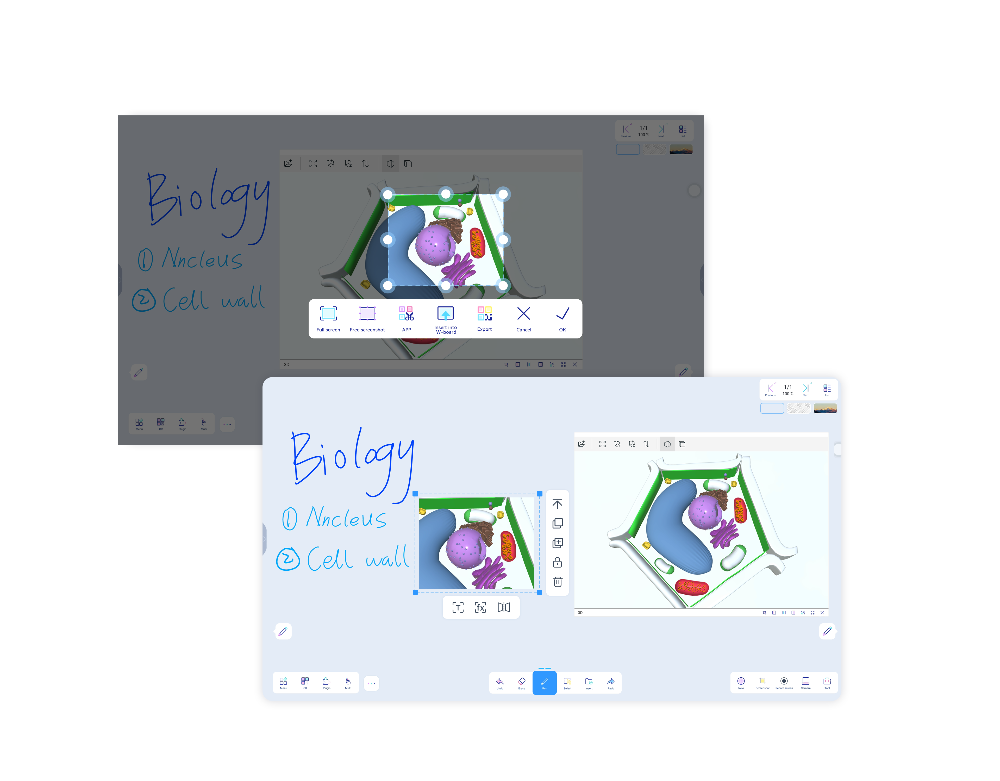 Previous
1/1
100 %
Next
List
Biology
① Nncleus
② Cell wall
Full screen
Free screenshot
APP
Insert into
W-board
Export
Cancel
OK
3D
Menu
QR
Plugin
Multi
Previous
x2
1/1
100 %
Next
x2
List
Biology
① Nncleus
② Cell wall
T
fx
3D
Menu
QR
Plugin
Multi
Undo
Erase
Pen
Select
Insert
Redo
New
Screenshot
Record screen
Camera
Tool